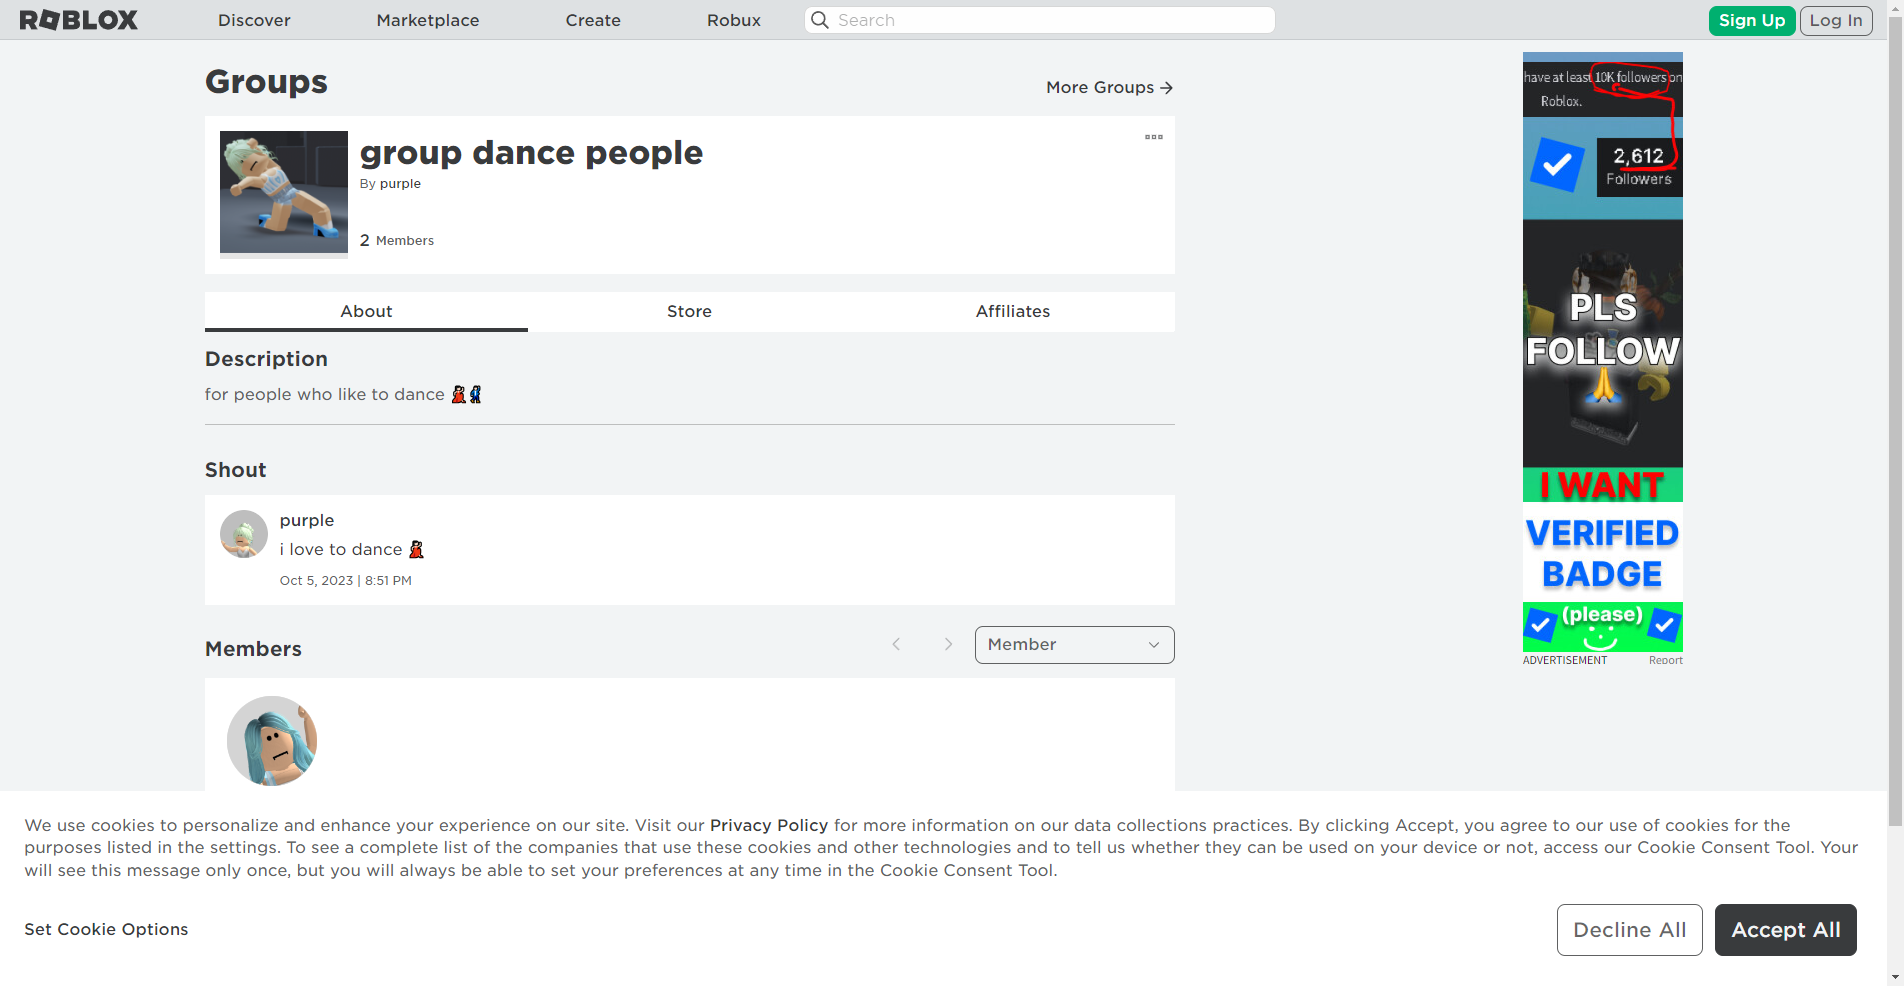 ROBLOX
Discover
Marketplace
Create
Robux
Search
Sign Up
Log In
Groups
More Groups
group dance people
By purple
2 Members
About
Store
Affiliates
Description
for people who like to dance 💃🕺
Shout
purple
i love to dance 💃
Oct 5, 2023 | 8:51 PM
Members
Member
have at least 10K followers on
Roblox.
2,612
Followers
PLS
FOLLOW
🙏
I WANT
VERIFIED
BADGE
(please)
ADVERTISEMENT
Report
We use cookies to personalize and enhance your experience on our site. Visit our Privacy Policy for more information on our data collections practices. By clicking Accept, you agree to our use of cookies for the
purposes listed in the settings. To see a complete list of the companies that use these cookies and other technologies and to tell us whether they can be used on your device or not, access our Cookie Consent Tool. Your
will see this message only once, but you will always be able to set your preferences at any time in the Cookie Consent Tool.
Set Cookie Options
Decline All
Accept All